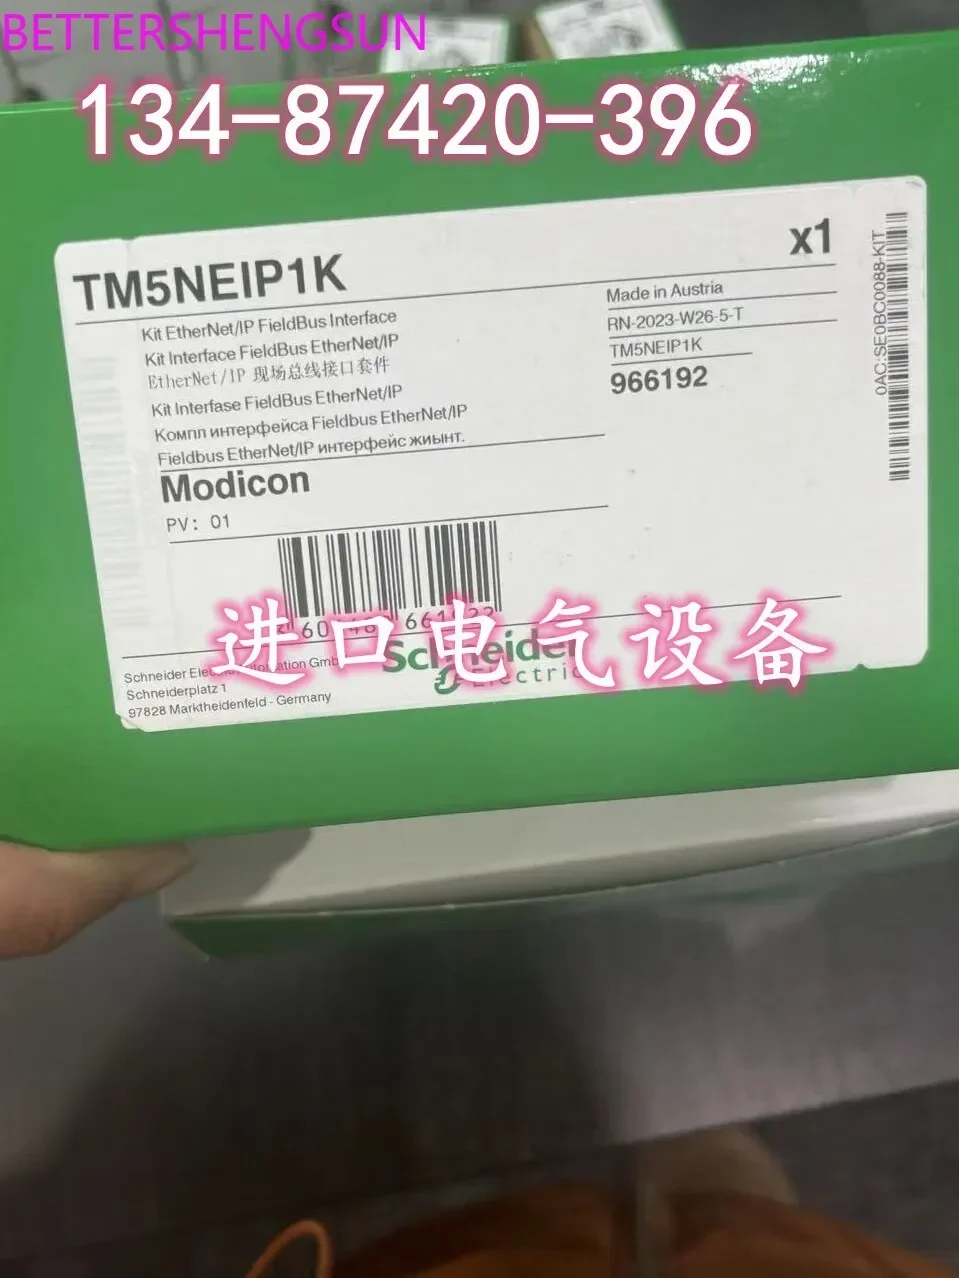 BETTERSHENGSUN
134-87420-396
x1
TM5NEIP1K
Kit EtherNet/IP FieldBus Interface
Kit Interface FieldBus EtherNet/IP
EtherNet/IP 现场总线接口套件
Kit Interfase FieldBus EtherNet/IP
Компл интерфейса Fieldbus EtherNet/IP
Fieldbus EtherNet/IP интерфейс жиынт.
Made in Austria
RN-2023-W26-5-T
TM5NEIP1K
966192
0AC:SE0BC0088-KIT
Modicon
PV: 01
进口电气设备
Schneider
Electric
Schneider GmbH
Schneiderplatz 1
97828 Marktheidenfeld - Germany